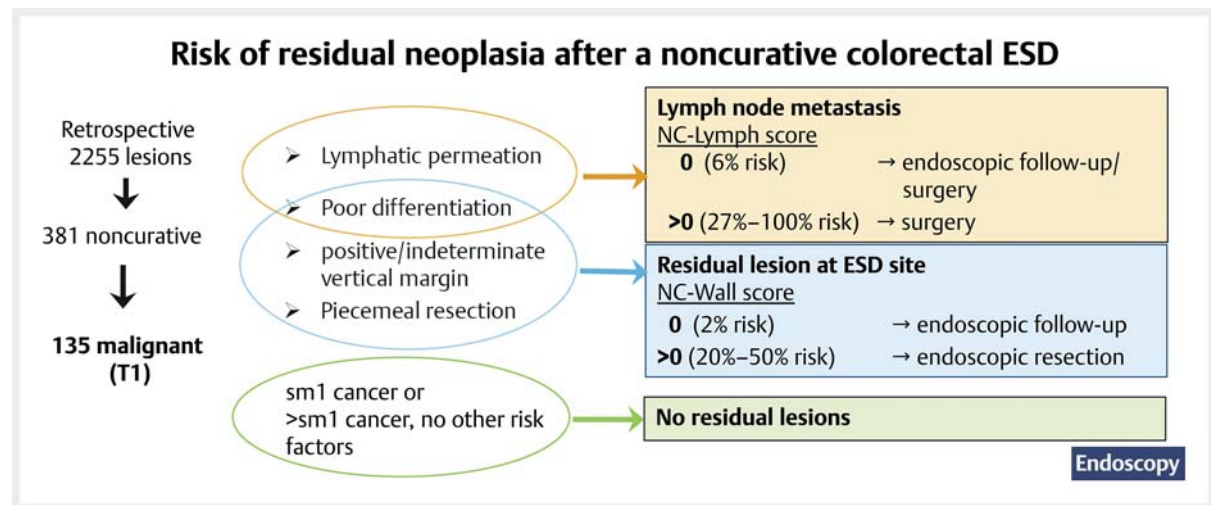 Risk of residual neoplasia after a noncurative colorectal ESD
Retrospective
2255 lesions
381 noncurative
135 malignant
(T1)
➢ Lymphatic permeation
➢ Poor differentiation
➢ positive/indeterminate
vertical margin
➢ Piecemeal resection
sm1 cancer or
>sm1 cancer, no other risk
factors
Lymph node metastasis
NC-Lymph score
0 (6% risk) → endoscopic follow-up/
surgery
>0 (27%–100% risk) → surgery
Residual lesion at ESD site
NC-Wall score
0 (2% risk) → endoscopic follow-up
>0 (20%–50% risk) → endoscopic resection
No residual lesions
Endoscopy